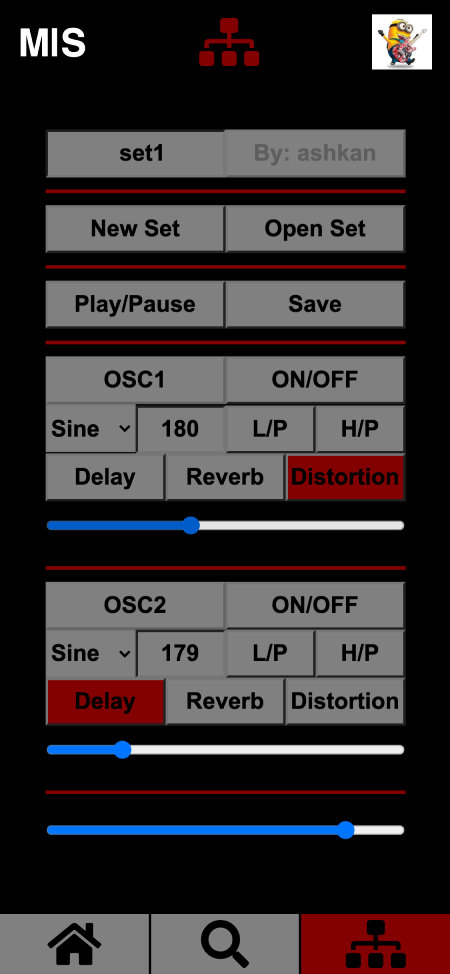 MIS
set1 By: ashkan
New Set Open Set
Play/Pause Save
OSC1 ON/OFF
Sine 180 L/P H/P
Delay Reverb Distortion
OSC2 ON/OFF
Sine 179 L/P H/P
Delay Reverb Distortion